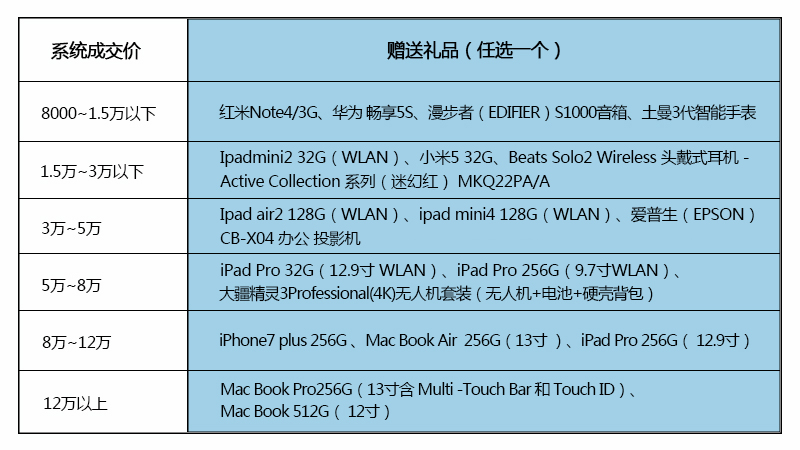 系统成交价
赠送礼品（任选一个）
8000~1.5万以下
红米Note4/3G、华为 畅享5S、漫步者（EDIFIER）S1000音箱、土曼3代智能手表
1.5万~3万以下
Ipadmini2 32G（WLAN）、小米5 32G、Beats Solo2 Wireless 头戴式耳机 -
Active Collection 系列（迷幻红） MKQ22PA/A
3万~5万
Ipad air2 128G（WLAN）、ipad mini4 128G（WLAN）、爱普生（EPSON）
CB-X04 办公 投影机
5万~8万
iPad Pro 32G（12.9寸 WLAN）、iPad Pro 256G（9.7寸WLAN）、
大疆精灵3Professional(4K)无人机套装（无人机+电池+硬壳背包）
8万~12万
iPhone7 plus 256G 、Mac Book Air 256G（13寸 ）、iPad Pro 256G（ 12.9寸）
12万以上
Mac Book Pro256G（13寸含 Multi -Touch Bar 和 Touch ID）、
Mac Book 512G（ 12寸）